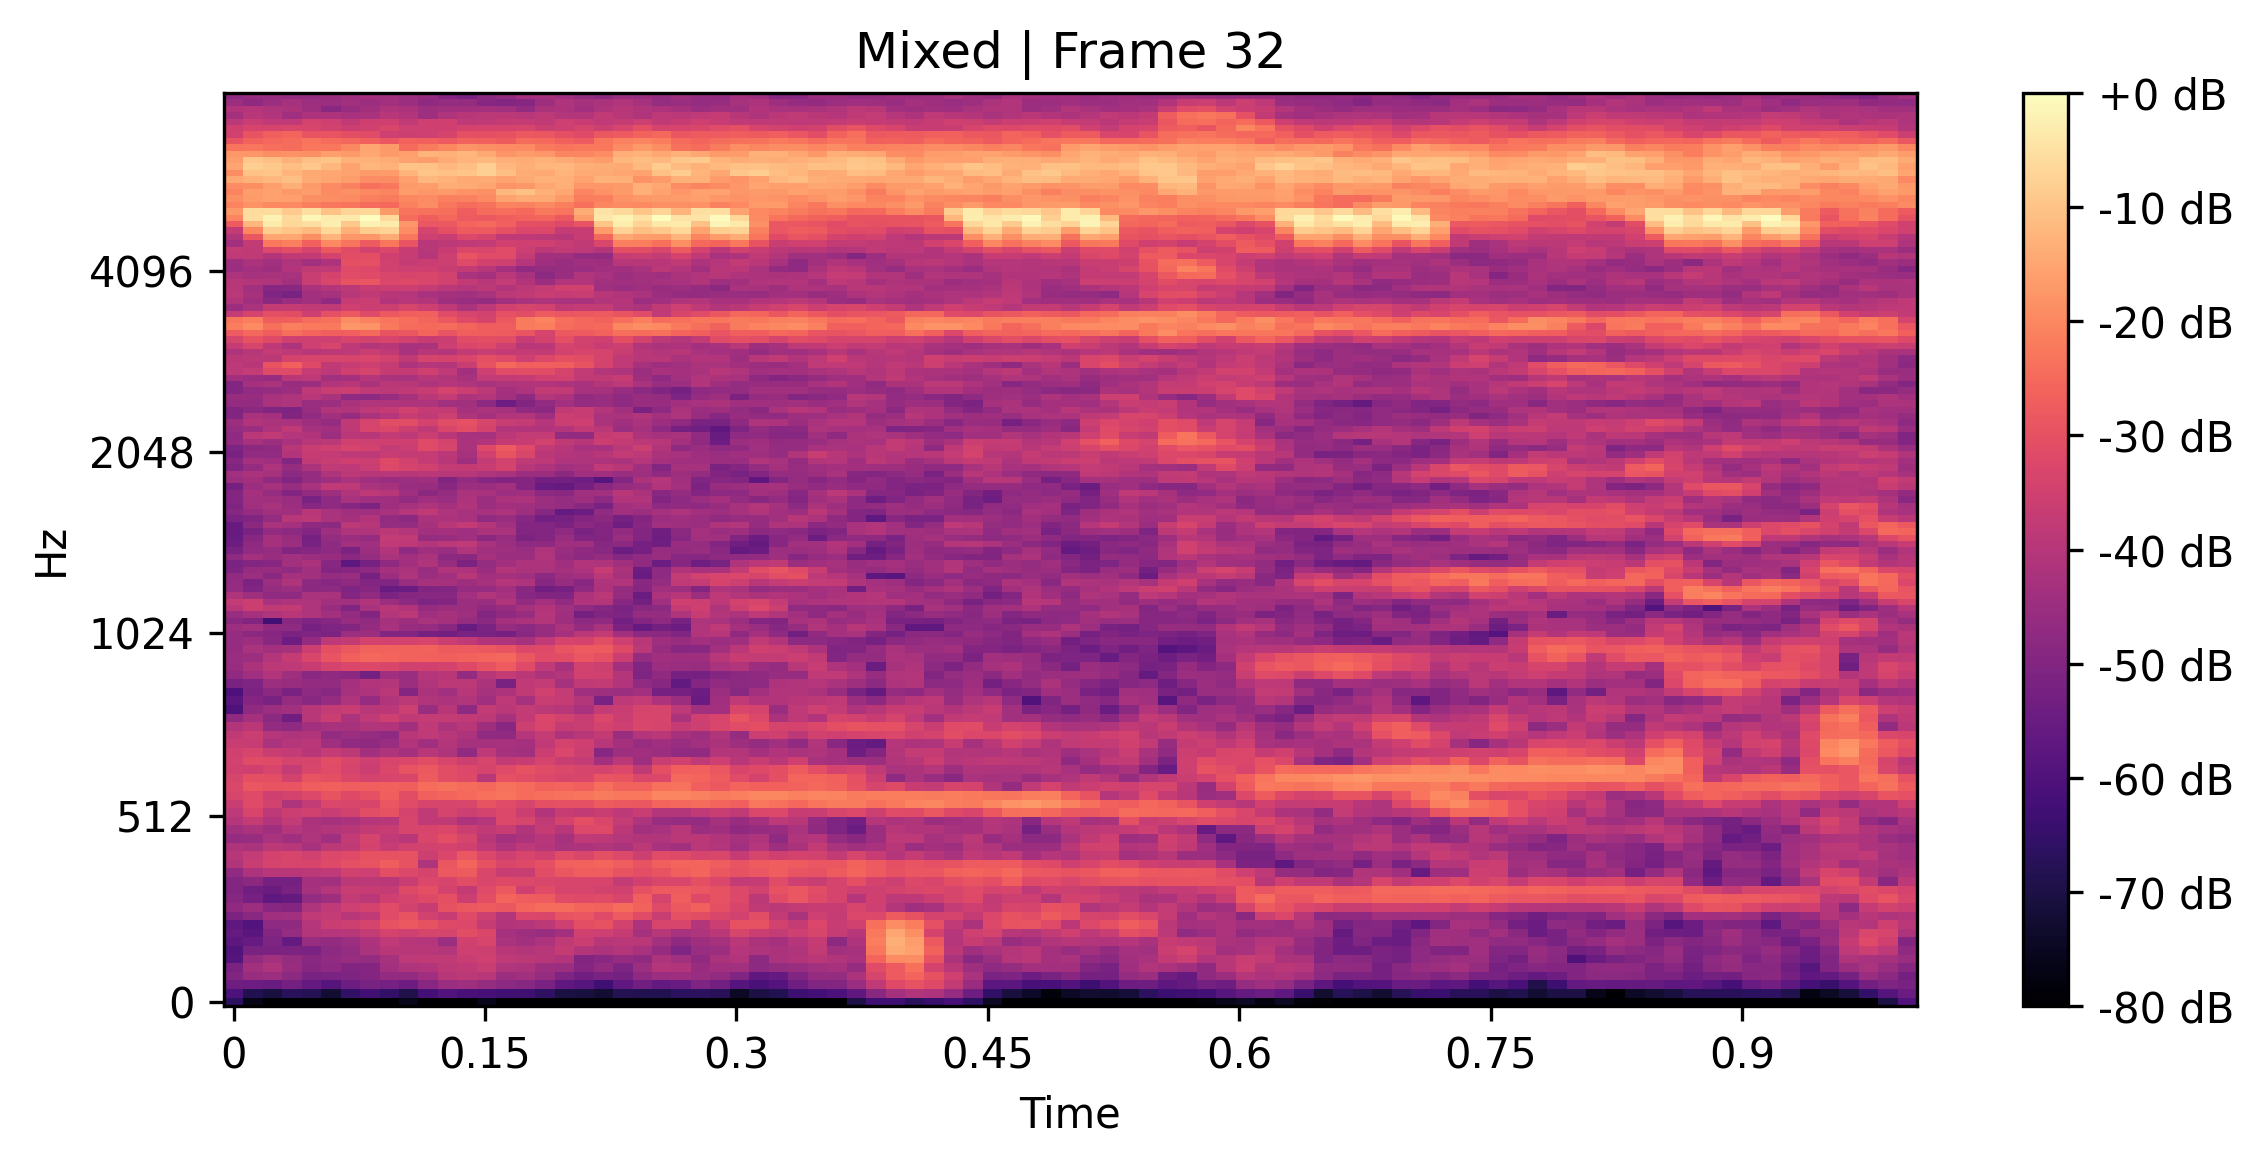 Mixed | Frame 32
+0 dB
-10 dB
-20 dB
-30 dB
-40 dB
-50 dB
-60 dB
-70 dB
-80 dB
Hz
4096
2048
1024
512
0
0 0.15 0.3 0.45 0.6 0.75 0.9
Time